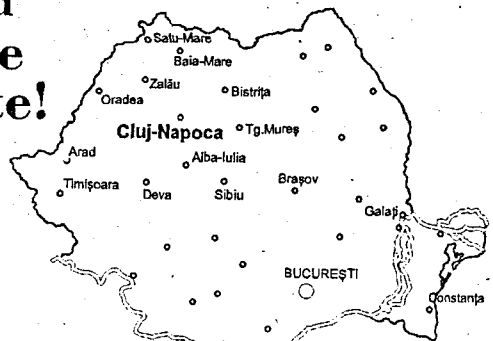 e
te!
Satu-Mare
Baia-Mare
Zalău
Oradea
Bistrița
Cluj-Napoca
Tg.Mureș
Arad
Alba-Iulia
Timișoara
Deva
Sibiu
Brașov
Galați
BUCUREȘTI
Constanța